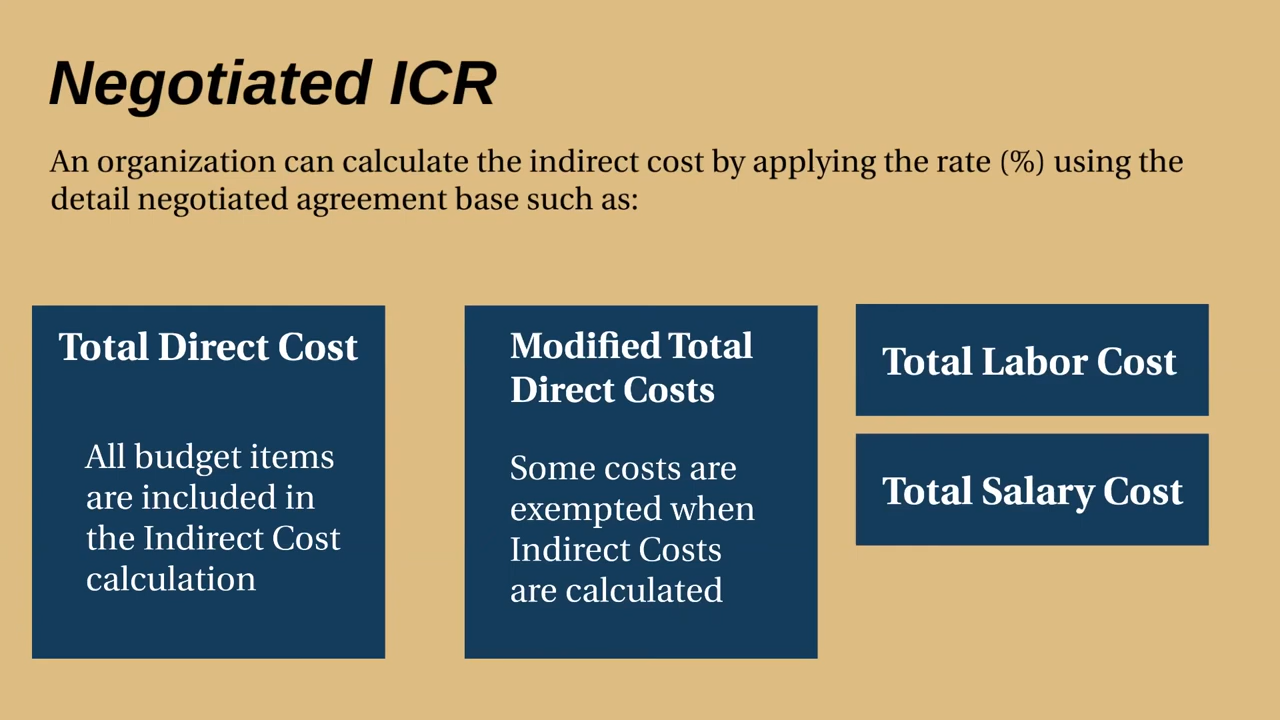 Negotiated ICR
An organization can calculate the indirect cost by applying the rate (%) using the
detail negotiated agreement base such as:
Total Direct Cost
All budget items
are included in
the Indirect Cost
calculation
Modified Total
Direct Costs
Some costs are
exempted when
Indirect Costs
are calculated
Total Labor Cost
Total Salary Cost